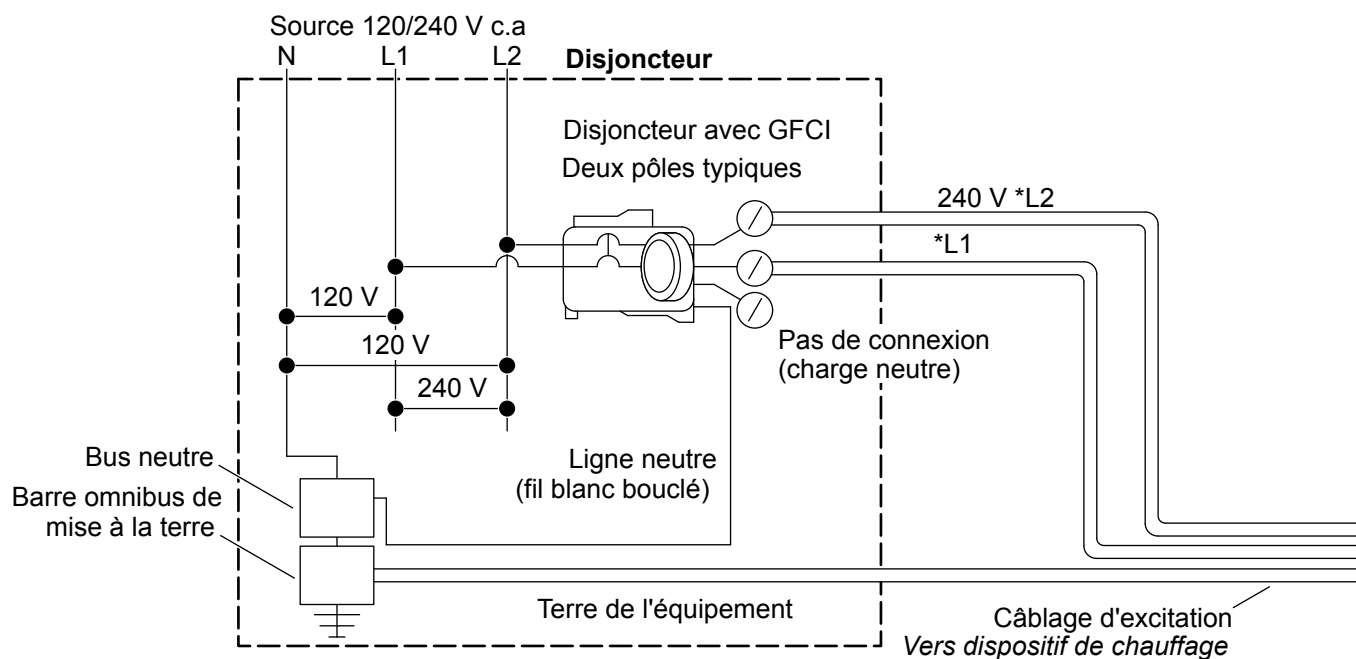 Source 120/240 V c.a
N L1 L2
Disjoncteur
Disjoncteur avec GFCI
Deux pôles typiques
240 V *L2
*L1
120 V
120 V
240 V
Pas de connexion
(charge neutre)
Ligne neutre
(fil blanc bouclé)
Bus neutre
Barre omnibus de
mise à la terre
Terre de l'équipement
Câblage d'excitation
Vers dispositif de chauffage